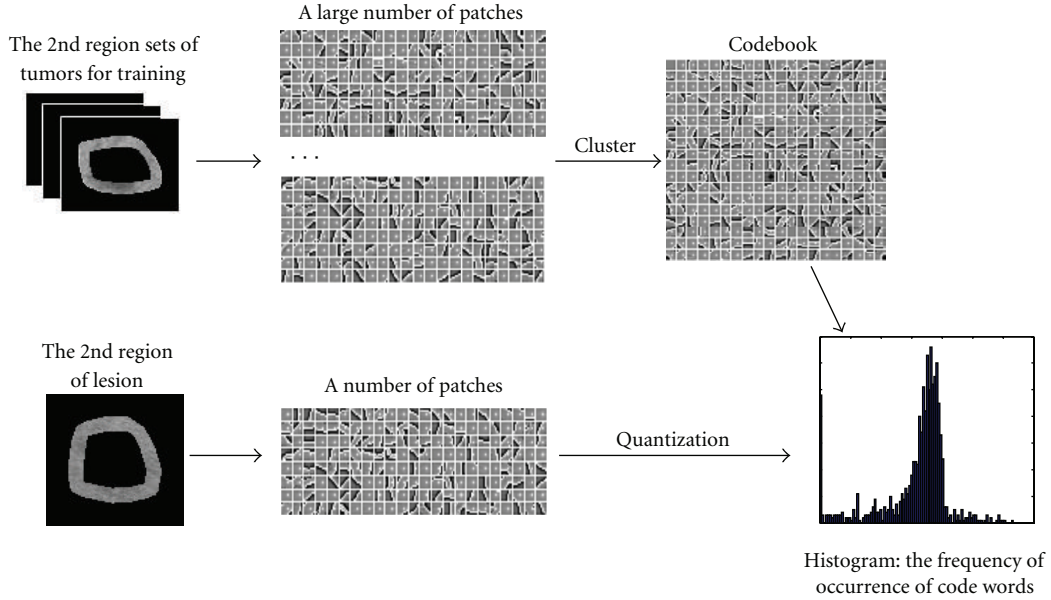 A large number of patches
The 2nd region sets of
tumors for training
Codebook
. . .
Cluster
The 2nd region
of lesion
A number of patches
Quantization
Histogram: the frequency of
occurrence of code words